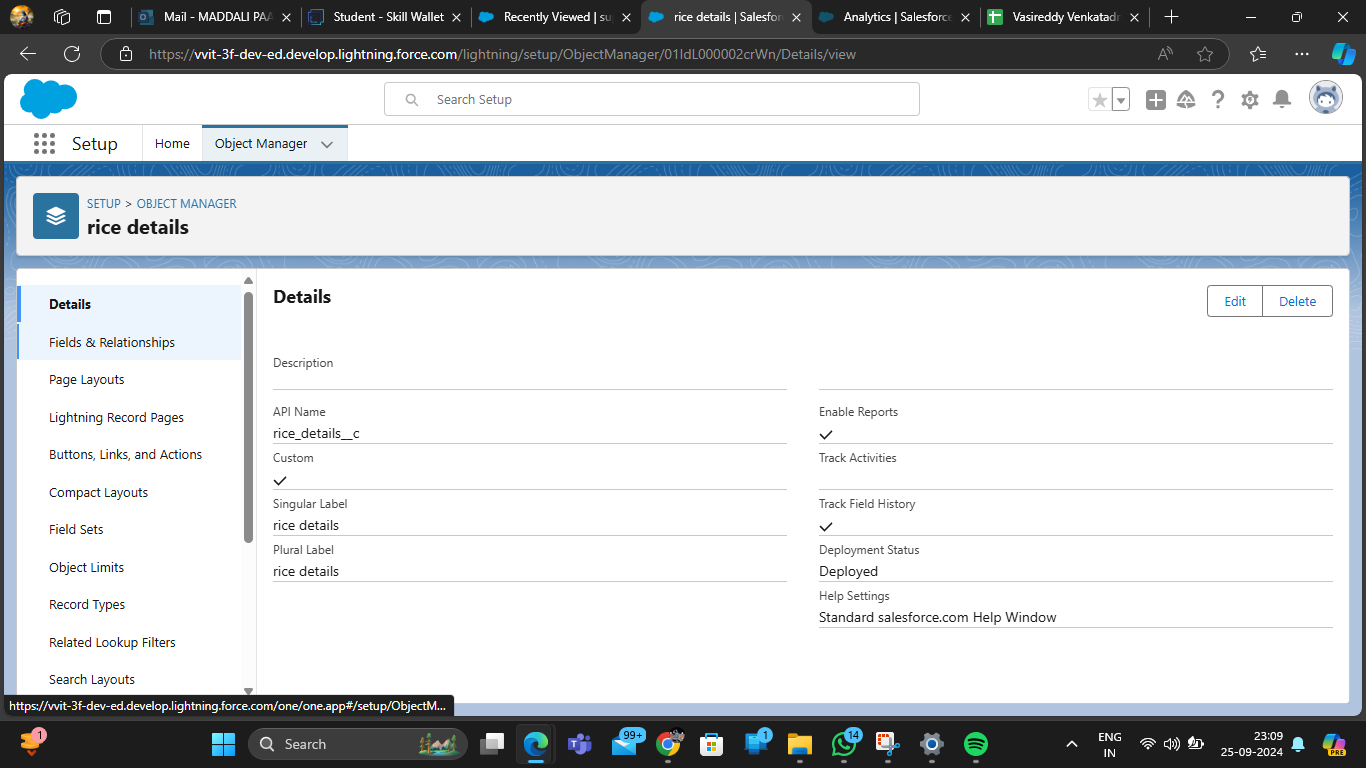 Mail - MADDALI PAA
Student - Skill Wallet
Recently Viewed | su
rice details | Salesfor
Analytics | Salesforce
Vasireddy Venkatadr
https://vvit-3f-dev-ed.develop.lightning.force.com/lightning/setup/ObjectManager/01IdL000002crWn/Details/view
Search Setup
Setup
Home
Object Manager
SETUP > OBJECT MANAGER
rice details
Details
Fields & Relationships
Page Layouts
Lightning Record Pages
Buttons, Links, and Actions
Compact Layouts
Field Sets
Object Limits
Record Types
Related Lookup Filters
Search Layouts
Details
Edit
Delete
Description
API Name
rice_details__c
Custom
Singular Label
rice details
Plural Label
rice details
Enable Reports
Track Activities
Track Field History
Deployment Status
Deployed
Help Settings
Standard salesforce.com Help Window
https://vvit-3f-dev-ed.develop.lightning.force.com/one/one.app#/setup/ObjectM...
1
Search
99+
1
14
ENG
IN
23:09
25-09-2024
PRE